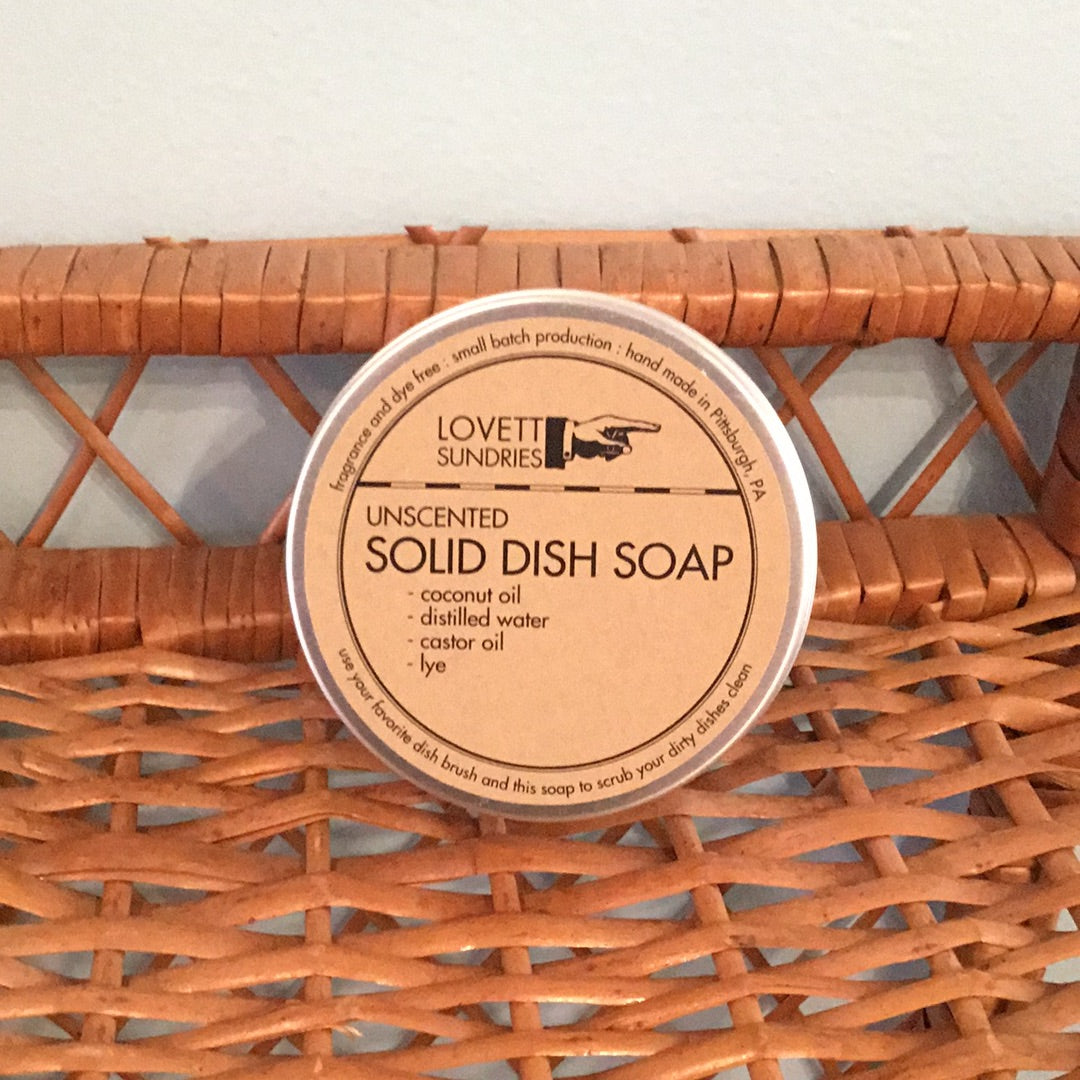 fragrance and dye free : small batch production : hand made in Pittsburgh, PA
LOVETT
SUNDRIES
UNSCENTED
SOLID DISH SOAP
- coconut oil
- distilled water
- castor oil
- lye
use your favorite dish brush and this soap to scrub your dirty dishes clean